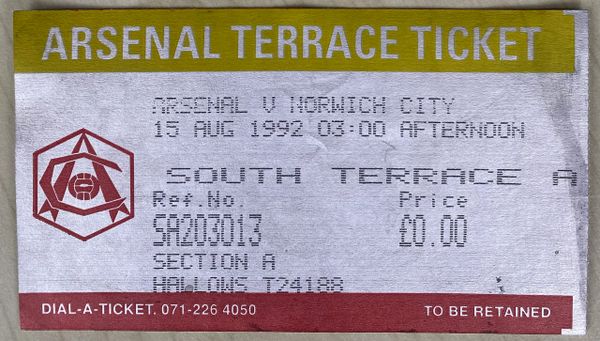 ARSENAL TERRACE TICKET
ARSENAL V NORWICH CITY
15 AUG 1992 03:00 AFTERNOON
SOUTH TERRACE A
Ref.No. Price
SA203013 £0.00
SECTION A
HALLOWS T24188
DIAL-A-TICKET. 071-226 4050 TO BE RETAINED